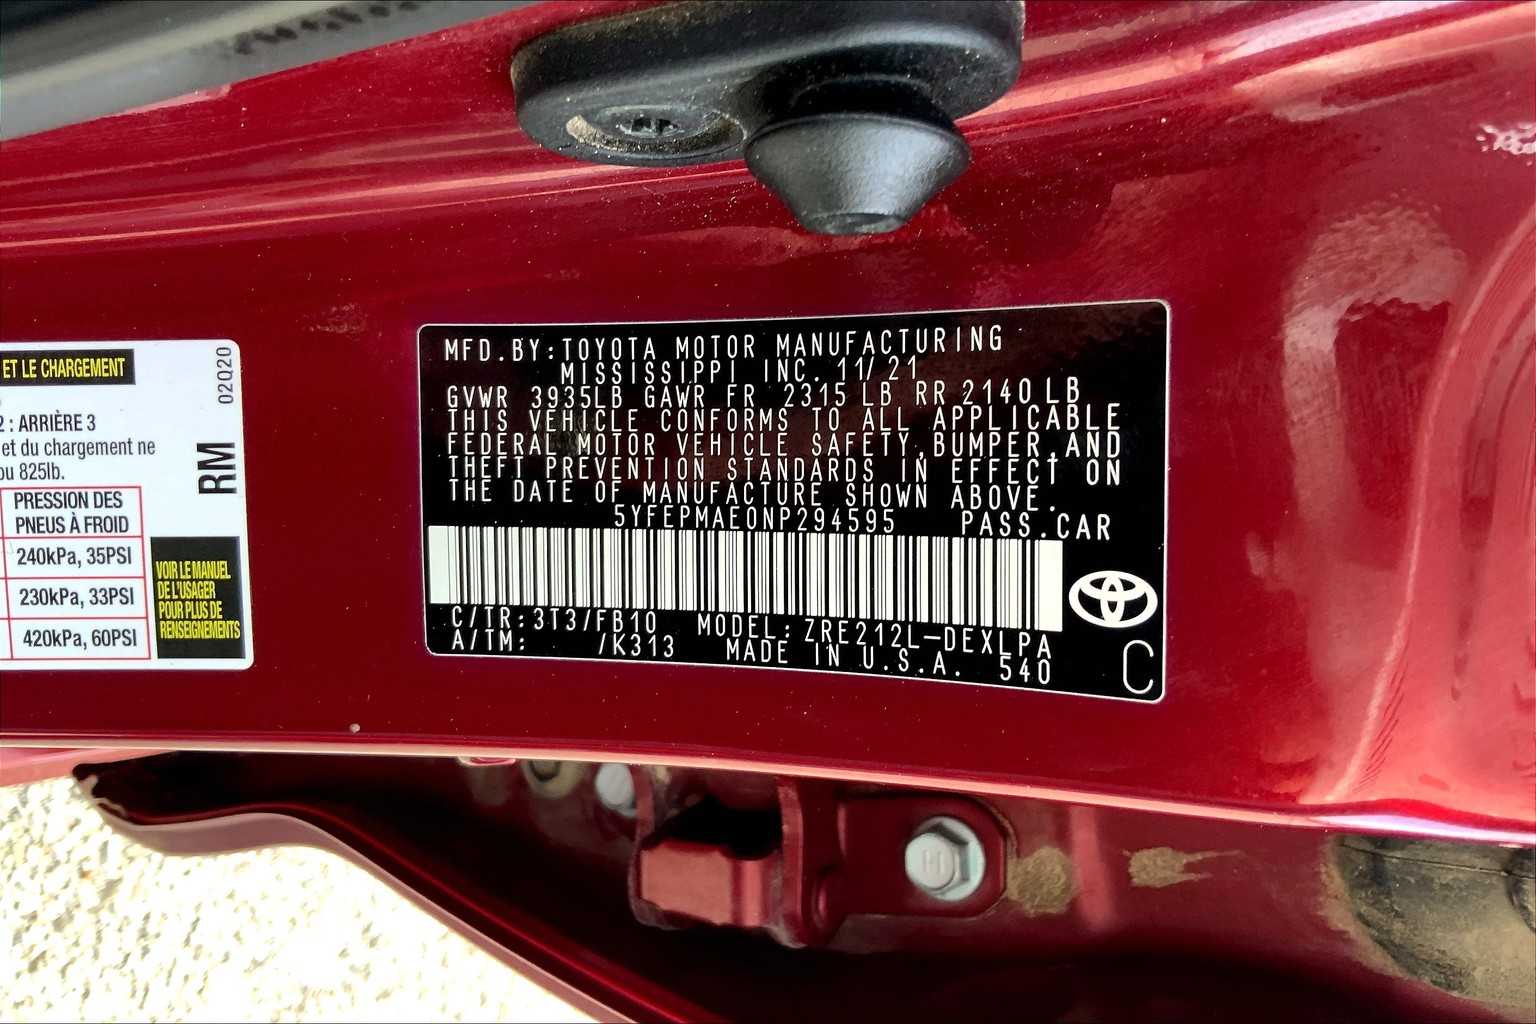 ET LE CHARGEMENT
02020
2 : ARRIÈRE 3
et du chargement ne
ou 825lb.
RM
PRESSION DES
PNEUS À FROID
240kPa, 35PSI
230kPa, 33PSI
420kPa, 60PSI
VOIR LE MANUEL
DE L'USAGER
POUR PLUS DE
RENSEIGNEMENTS
MFD.BY:TOYOTA MOTOR MANUFACTURING
MISSISSIPPI INC. 11/21
GVWR 3935LB GAWR FR 2315 LB RR 2140LB
THIS VEHICLE CONFORMS TO ALL APPLICABLE
FEDERAL MOTOR VEHICLE SAFETY,BUMPER,AND
THEFT PREVENTION STANDARDS IN EFFECT ON
THE DATE OF MANUFACTURE SHOWN ABOVE.
5YFEPMAE0NP294595 PASS.CAR
C/TR:3T3/FB10 MODEL:ZRE212L-DEXLPA
A/TM: /K313 MADE IN U.S.A. 540
C
H